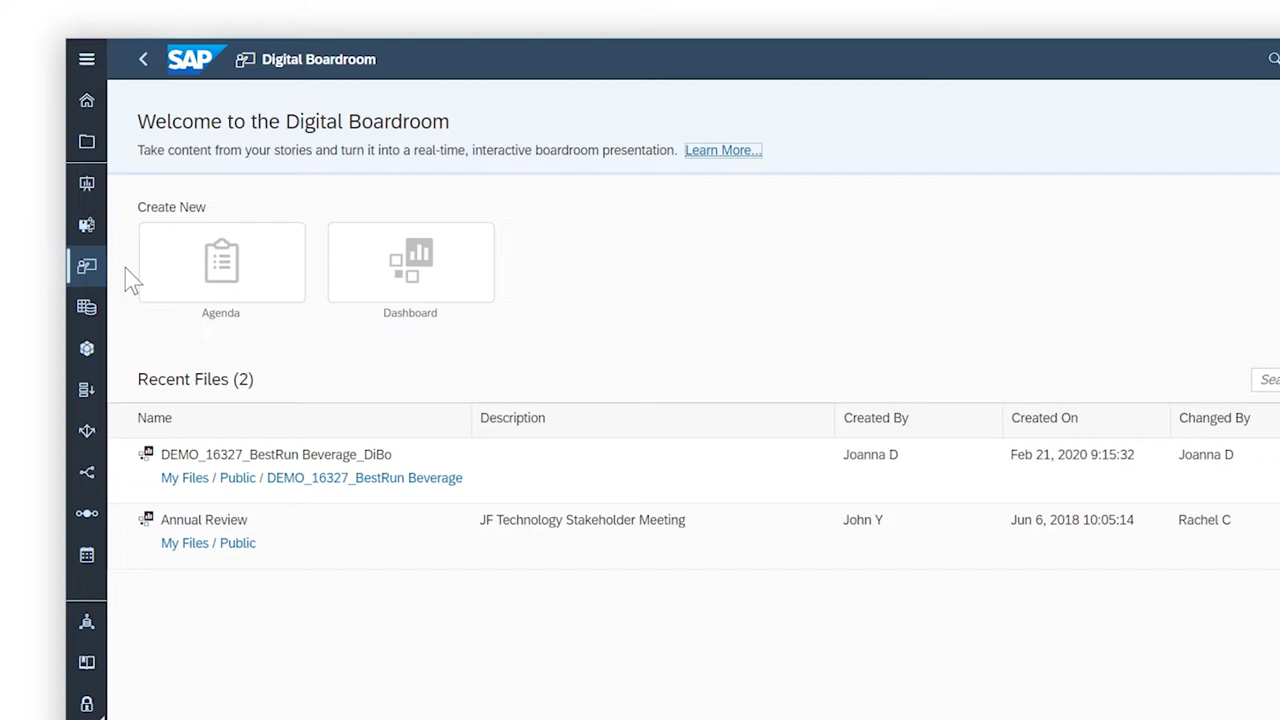 SAP Digital Boardroom
Welcome to the Digital Boardroom
Take content from your stories and turn it into a real-time, interactive boardroom presentation. Learn More...
Create New
Agenda Dashboard
Recent Files (2)
Sea
Name Description Created By Created On Changed By
DEMO_16327_BestRun Beverage_DiBo Joanna D Feb 21, 2020 9:15:32 Joanna D
My Files / Public / DEMO_16327_BestRun Beverage
Annual Review JF Technology Stakeholder Meeting John Y Jun 6, 2018 10:05:14 Rachel C
My Files / Public